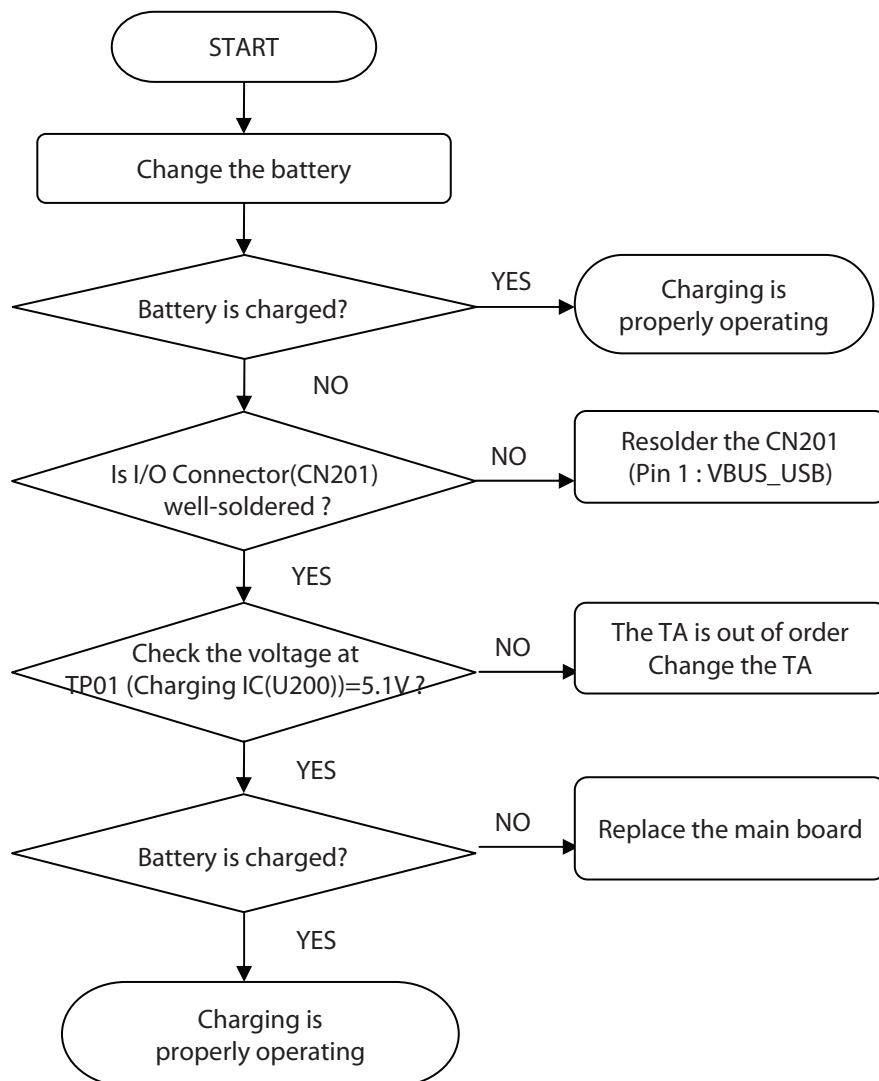 START
Change the battery
Battery is charged?
YES
Charging is
properly operating
NO
Is I/O Connector(CN201)
well-soldered ?
NO
Resolder the CN201
(Pin 1 : VBUS_USB)
YES
Check the voltage at
TP01 (Charging IC(U200))=5.1V ?
NO
The TA is out of order
Change the TA
YES
Battery is charged?
NO
Replace the main board
YES
Charging is
properly operating